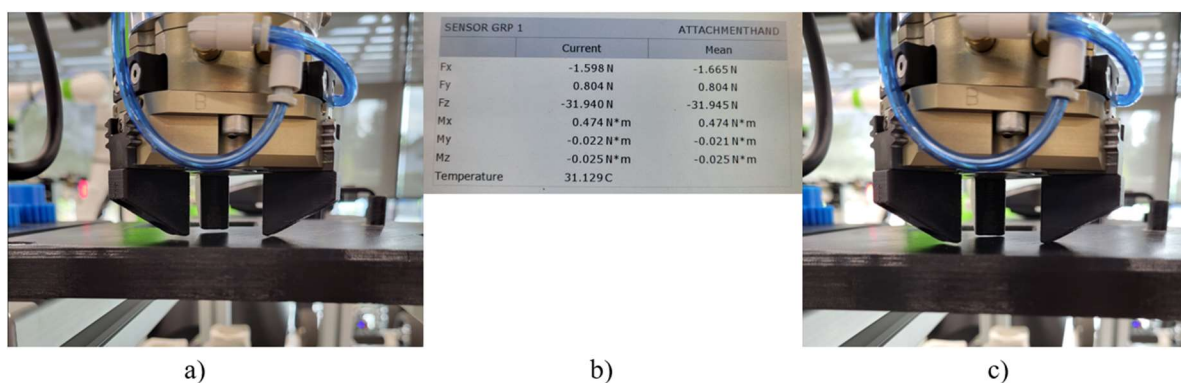 SENSOR GRP 1 ATTACHMENTHAND
Current Mean
Fx -1.598 N -1.665 N
Fy 0.804 N 0.804 N
Fz -31.940 N -31.945 N
Mx 0.474 N*m 0.474 N*m
My -0.022 N*m -0.021 N*m
Mz -0.025 N*m -0.025 N*m
Temperature 31.129C
B
B
a) b) c)